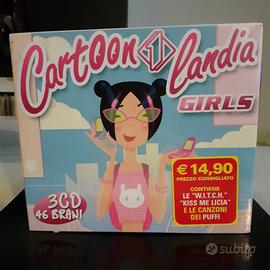 Cartoon 1 landia
GIRLS
3CD
46 BRANI
€ 14,90
PREZZO CONSIGLIATO
CONTIENE
LE "W.I.T.C.H."
"KISS ME LICIA"
E LE CANZONI
DEI PUFFI
subito